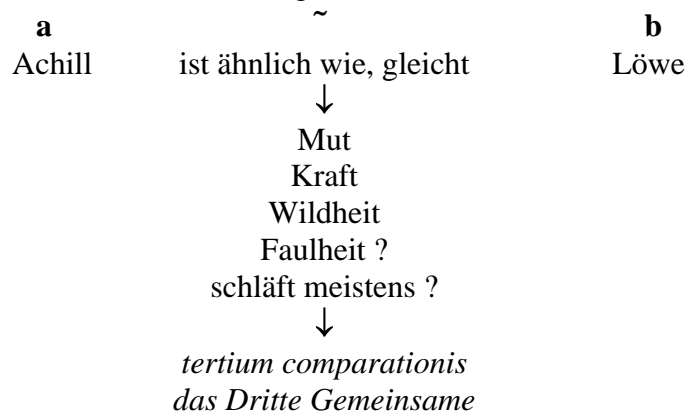 ~
a b
Achill ist ähnlich wie, gleicht Löwe
↓
Mut
Kraft
Wildheit
Faulheit ?
schläft meistens ?
↓
tertium comparationis
das Dritte Gemeinsame